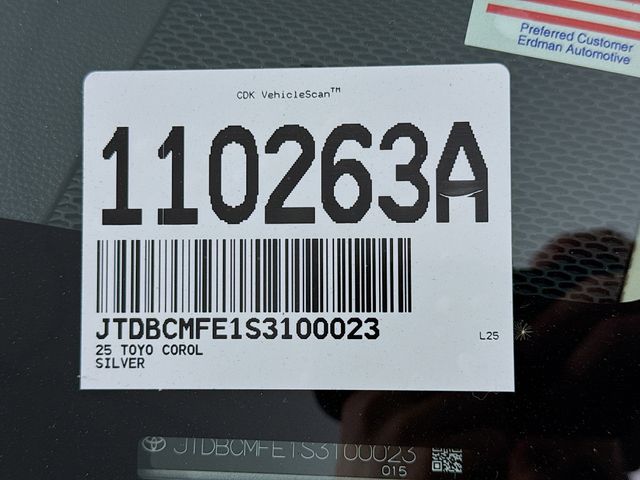 Preferred Customer
Erdman Automotive
CDK VehicleScan™
110263A
JTDBCMFE1S3100023
25 TOYO COROL
SILVER
L25
JTDBCMFE1S3100023
015